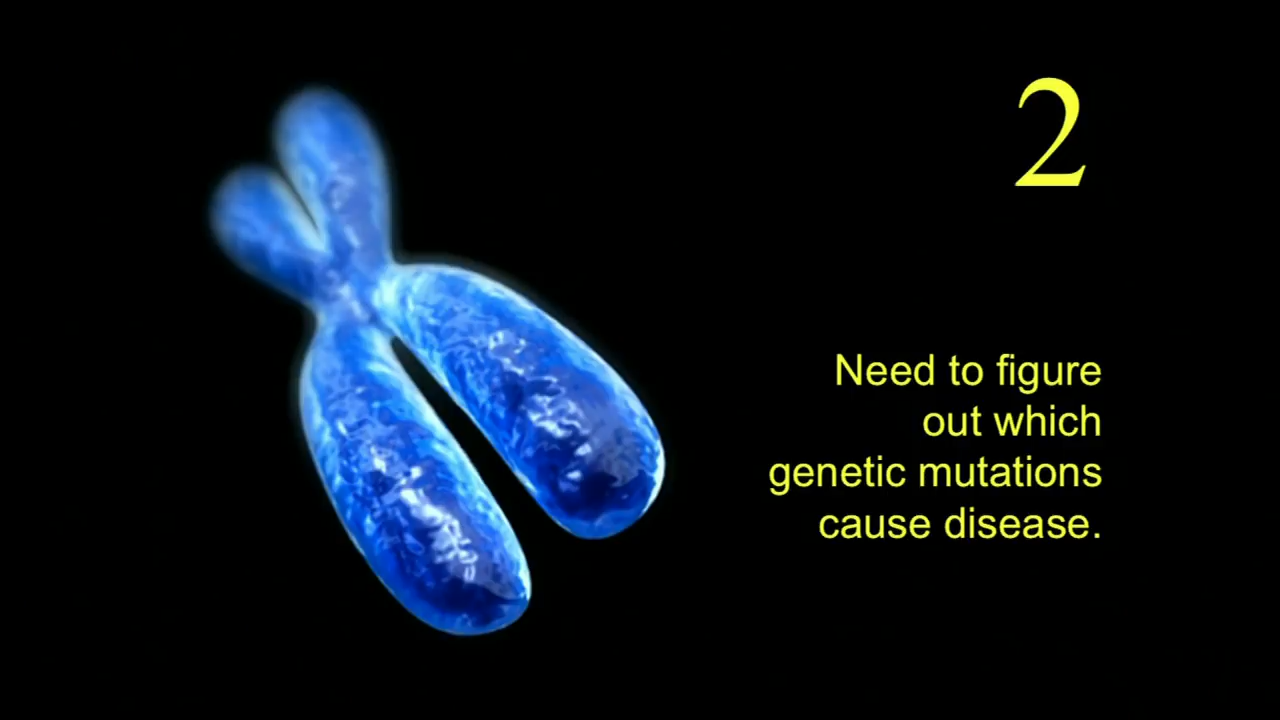 2
Need to figure
out which
genetic mutations
cause disease.